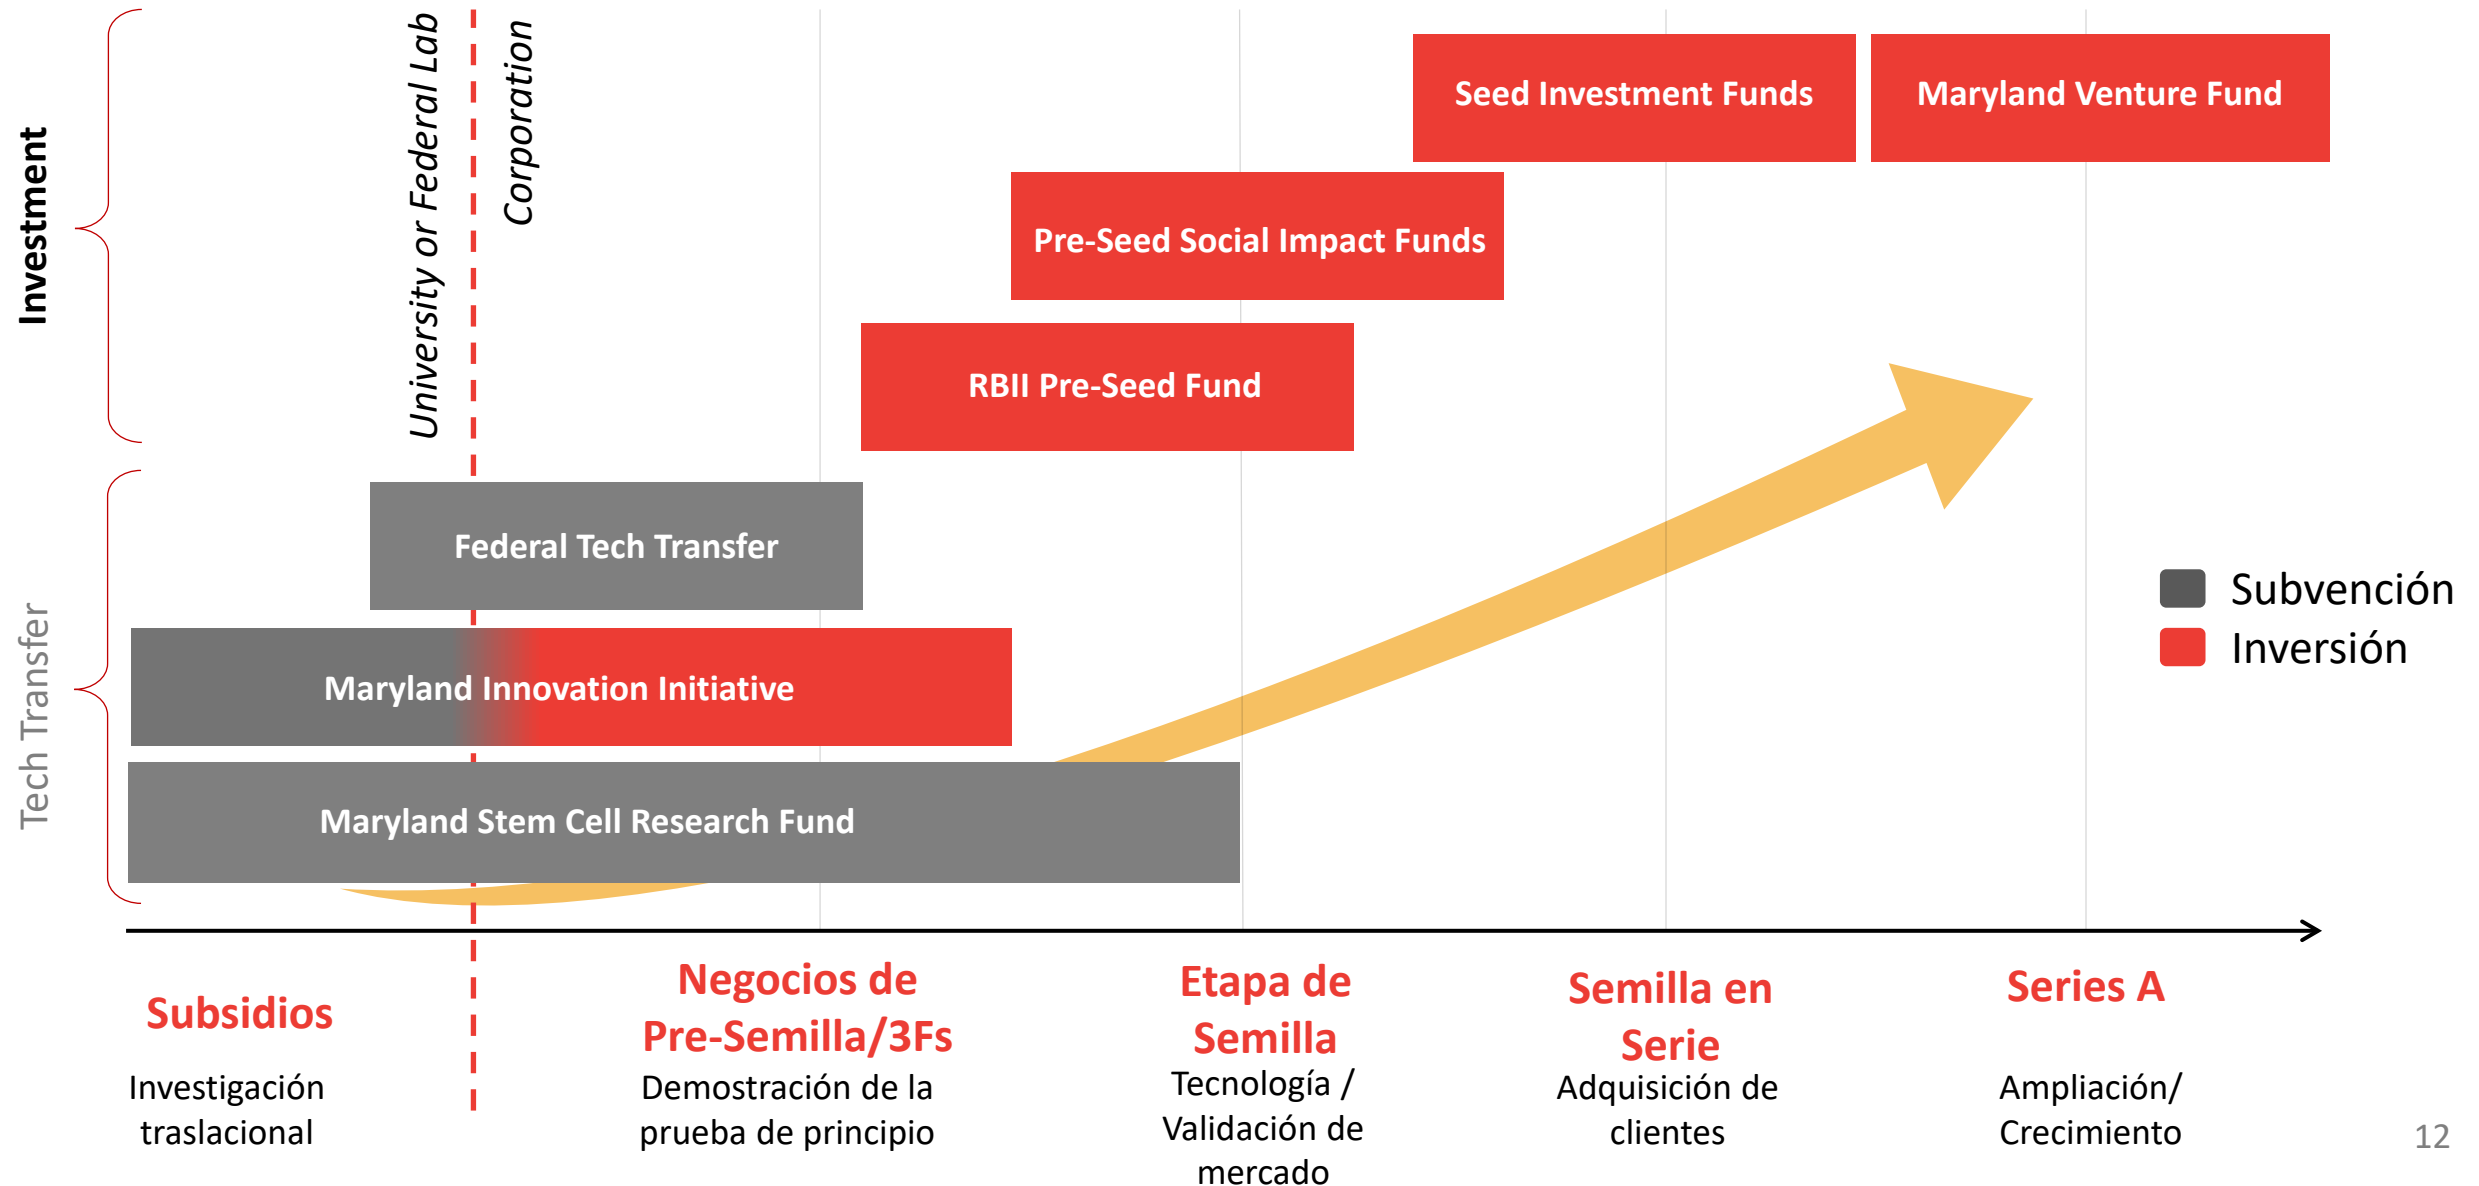 Investment
University or Federal Lab
Corporation
Seed Investment Funds
Maryland Venture Fund
Pre-Seed Social Impact Funds
RBII Pre-Seed Fund
Tech Transfer
Federal Tech Transfer
Maryland Innovation Initiative
Maryland Stem Cell Research Fund
Subvención
Inversión
Subsidios
Investigación
traslacional
Negocios de
Pre-Semilla/3Fs
Demostración de la
prueba de principio
Etapa de
Semilla
Tecnología /
Validación de
mercado
Semilla en
Serie
Adquisición de
clientes
Series A
Ampliación/
Crecimiento
12